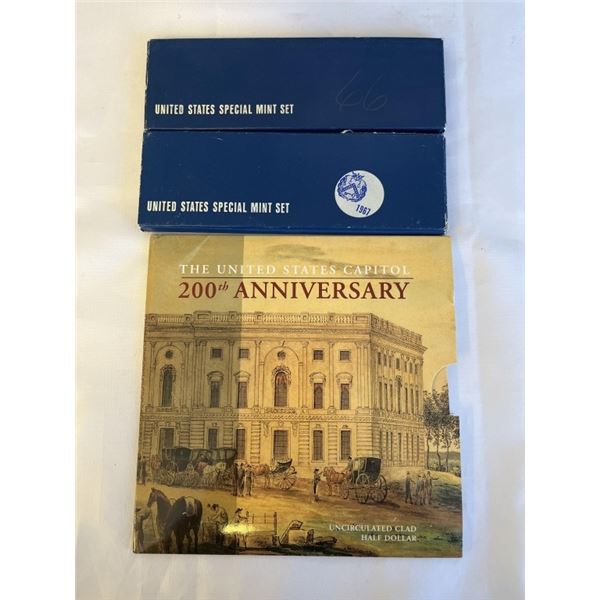 UNITED STATES SPECIAL MINT SET
66
UNITED STATES SPECIAL MINT SET
1967
THE UNITED STATES CAPITOL
200th ANNIVERSARY
UNCIRCULATED CLAD
HALF DOLLAR